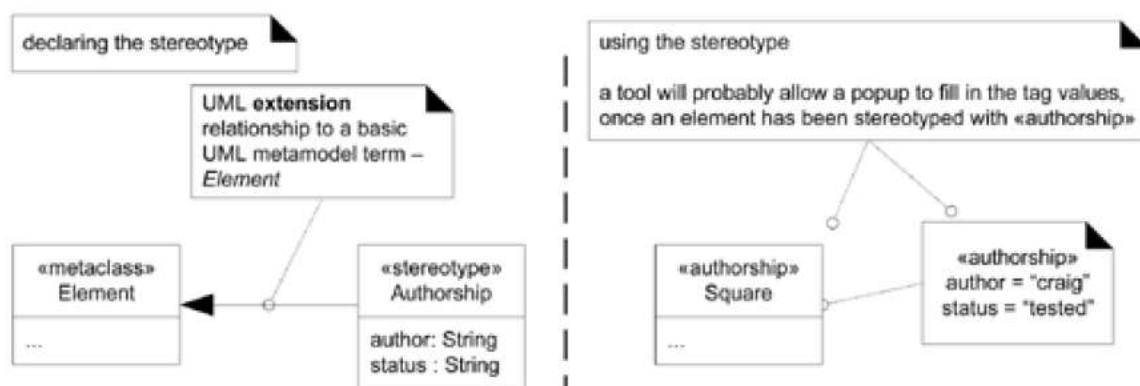 declaring the stereotype
UML extension
relationship to a basic
UML metamodel term –
Element
«metaclass»
Element
...
«stereotype»
Authorship
author: String
status : String
using the stereotype
a tool will probably allow a popup to fill in the tag values,
once an element has been stereotyped with «authorship»
«authorship»
Square
...
«authorship»
author = “craig”
status = “tested”